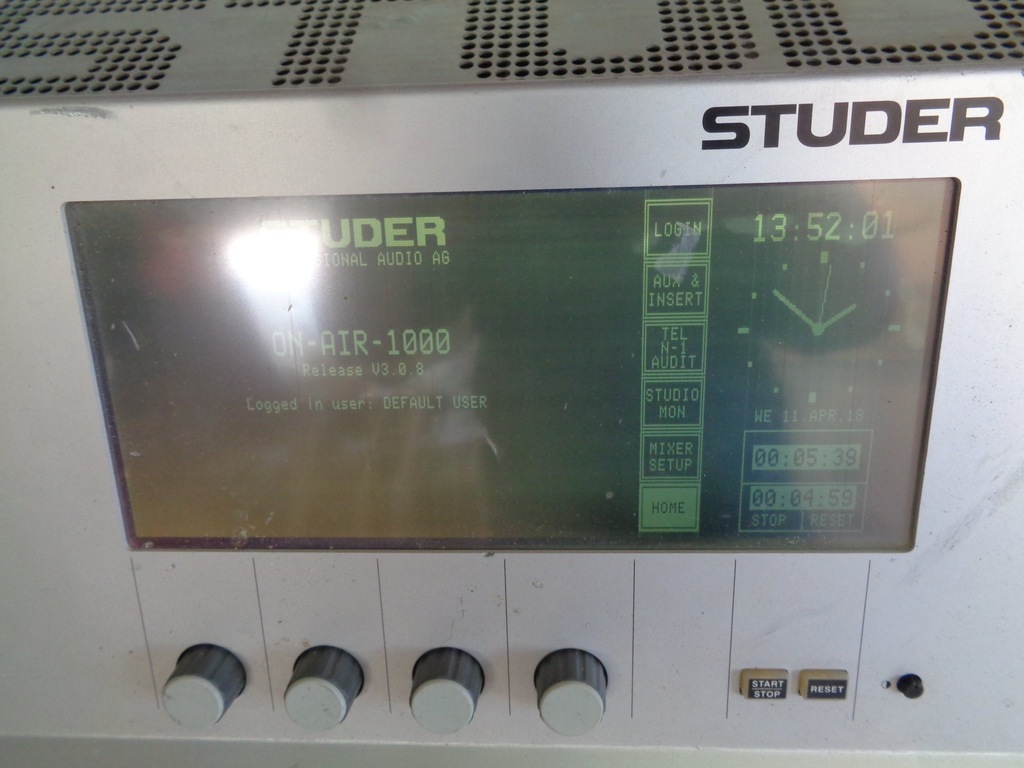 STUDER
STUDER
AUDIO AG
ON-AIR-1000
Release V3.0.8
Logged in user: DEFAULT USER
LOGIN
AUX &
INSERT
TEL
N-1
AUDIT
STUDIO
MON
MIXER
SETUP
HOME
13:52:01
WE 11.APR.18
00:05:39
00:04:59
STOP RESET
START
STOP
RESET